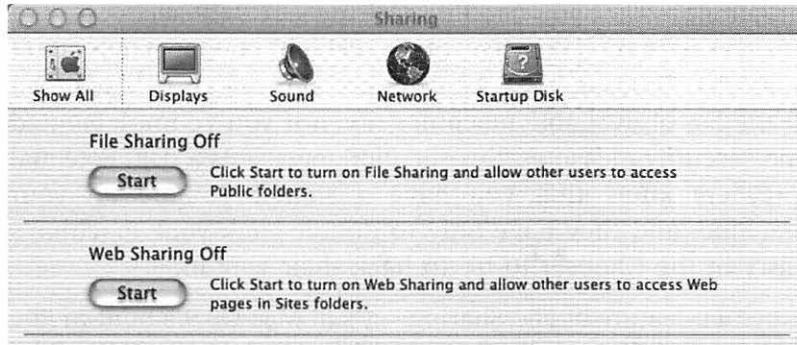 Sharing
Show All Displays Sound Network Startup Disk
File Sharing Off
Start Click Start to turn on File Sharing and allow other users to access
Public folders.
Web Sharing Off
Start Click Start to turn on Web Sharing and allow other users to access Web
pages in Sites folders.